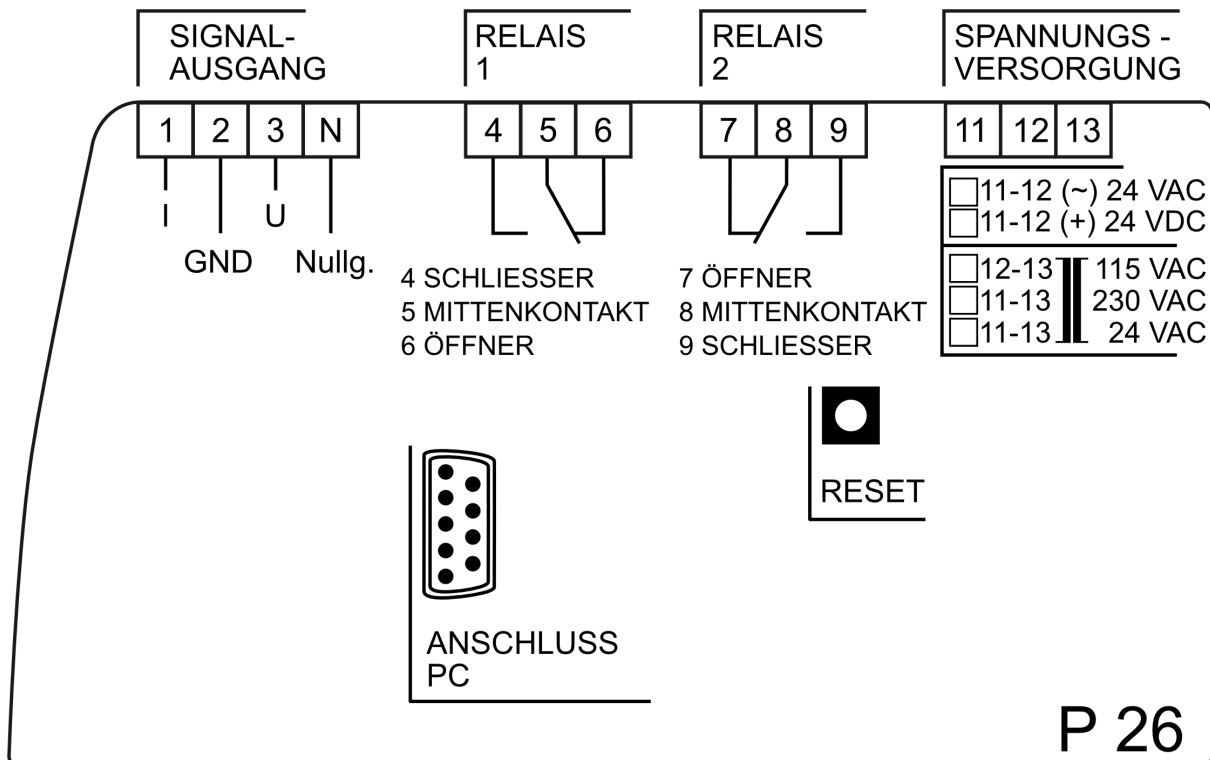 SIGNAL-
AUSGANG
RELAIS
1
RELAIS
2
SPANNUNGS -
VERSORGUNG
1 2 3 N
4 5 6
7 8 9
11 12 13
I
GND
U
Nullg.
4 SCHLIESSER
5 MITTENKONTAKT
6 ÖFFNER
7 ÖFFNER
8 MITTENKONTAKT
9 SCHLIESSER
11-12 (~) 24 VAC
11-12 (+) 24 VDC
12-13 115 VAC
11-13 230 VAC
11-13 24 VAC
RESET
ANSCHLUSS
PC
P 26